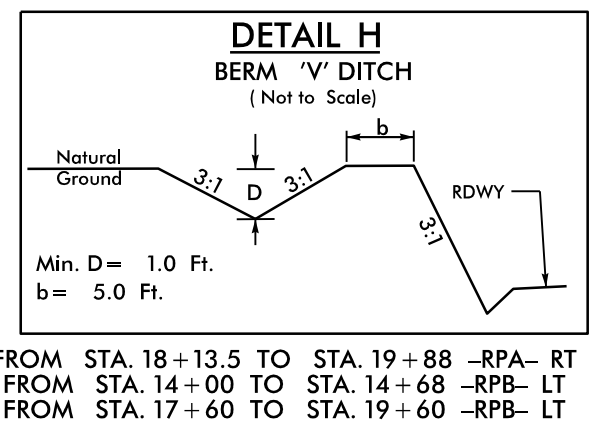 DETAIL H
BERM 'V' DITCH
( Not to Scale)
b
Natural
Ground
3:1
D
3:1
RDWY
3:1
Min. D= 1.0 Ft.
b= 5.0 Ft.
FROM STA. 18+13.5 TO STA. 19+88 -RPA- RT
FROM STA. 14+00 TO STA. 14+68 -RPB- LT
FROM STA. 17+60 TO STA. 19+60 -RPB- LT